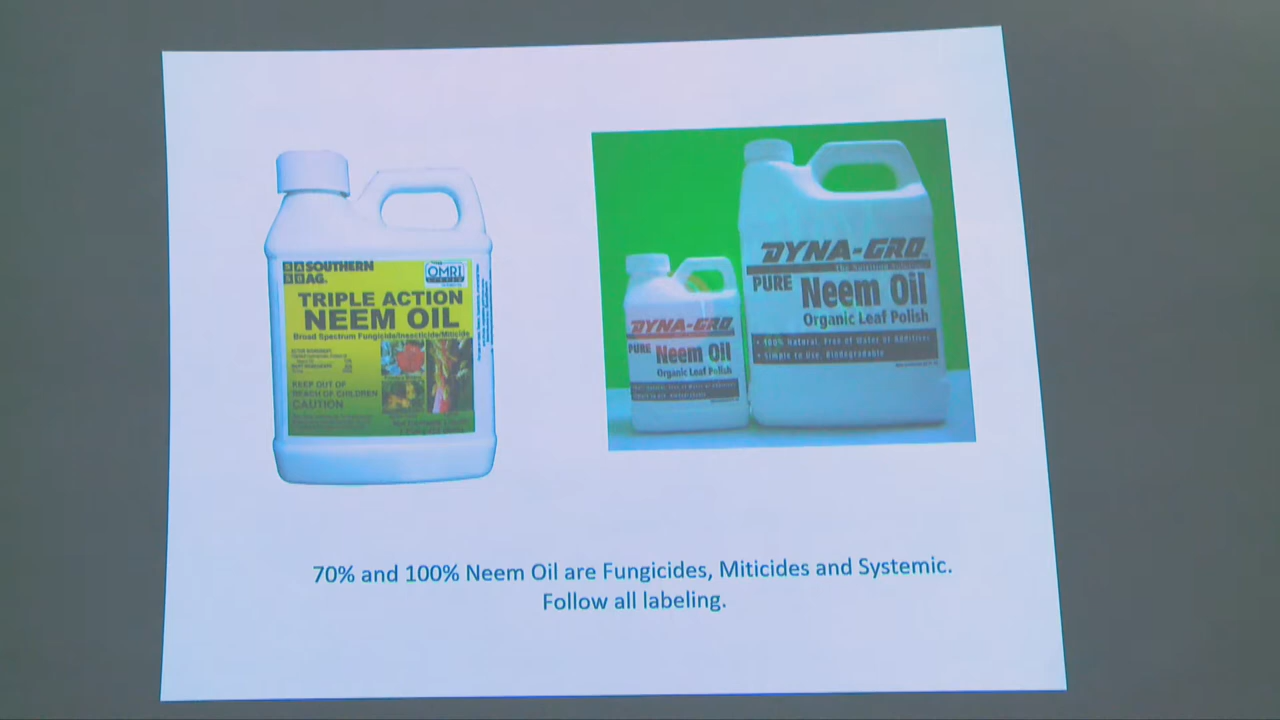 SOUTHERN
AG.
OMRI
TRIPLE ACTION
NEEM OIL
Broad Spectrum Fungicide/Insecticide/Miticide
KEEP OUT OF
REACH OF CHILDREN
CAUTION
DYNA-GRO
PURE Neem Oil
Organic Leaf Polish
DYNA-GRO
The Nutrition Solution
PURE Neem Oil
Organic Leaf Polish
• 100% Natural, Free of Water or Additives
• Simple to Use, Biodegradable
70% and 100% Neem Oil are Fungicides, Miticides and Systemic.
Follow all labeling.